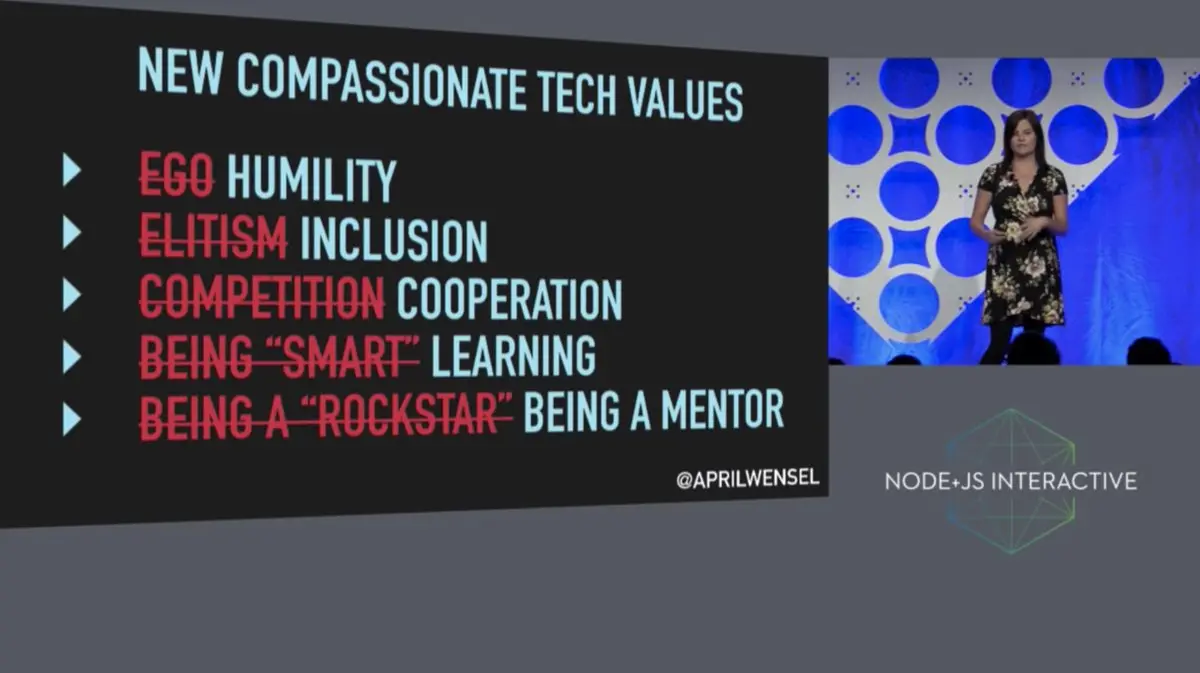 NEW COMPASSIONATE TECH VALUES
EGO HUMILITY
ELITISM INCLUSION
COMPETITION COOPERATION
BEING “SMART” LEARNING
BEING A “ROCKSTAR” BEING A MENTOR
@APRILWENSEL
NODE+JS INTERACTIVE